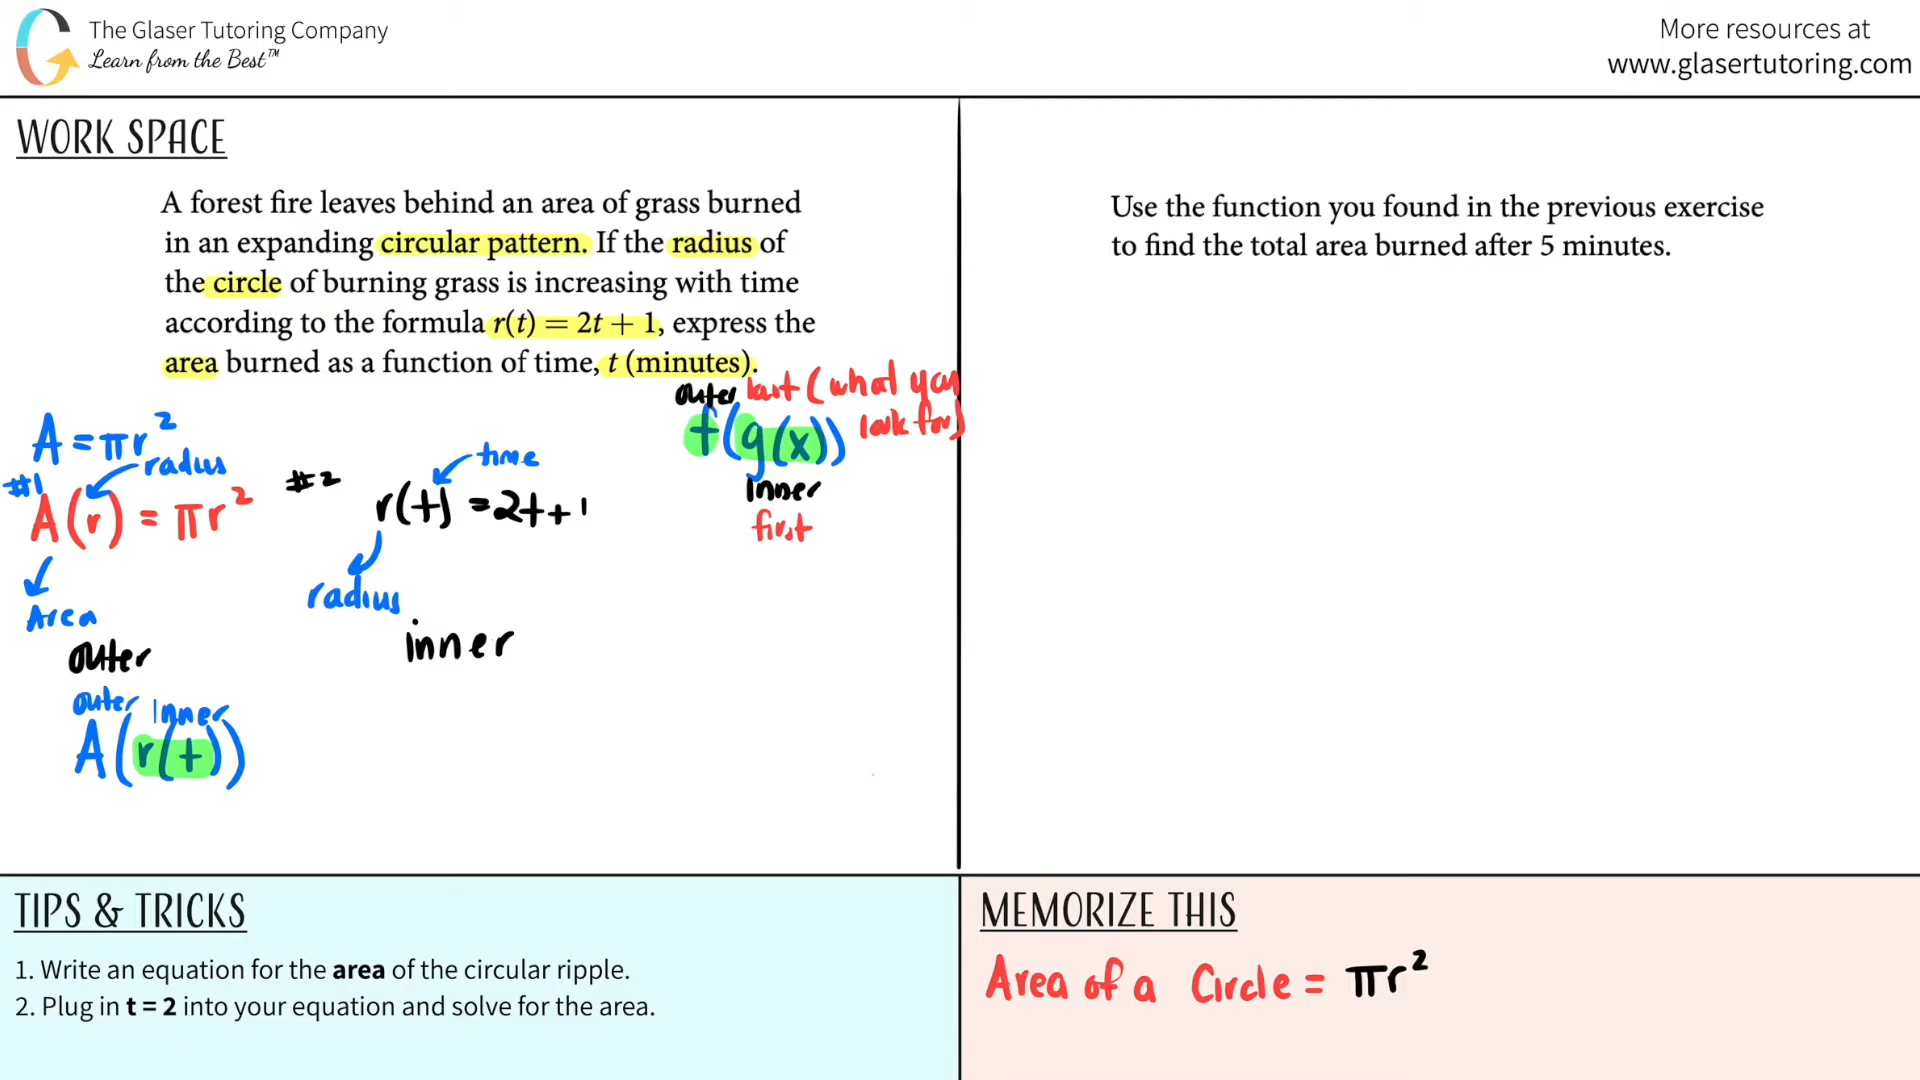 The Glaser Tutoring Company
Learn from the Best™
More resources at
www.glasertutoring.com
WORK SPACE
A forest fire leaves behind an area of grass burned
in an expanding circular pattern. If the radius of
the circle of burning grass is increasing with time
according to the formula r(t) = 2t + 1, express the
area burned as a function of time, t (minutes).
outer last (what you
look for)
f(g(x))
inner
first
A = πr²
radius
#1
A(r) = πr²
Area
outer
outer inner
A(r(t))
#2
time
r(t) = 2t + 1
radius
inner
Use the function you found in the previous exercise
to find the total area burned after 5 minutes.
TIPS & TRICKS
1. Write an equation for the area of the circular ripple.
2. Plug in t = 2 into your equation and solve for the area.
MEMORIZE THIS
Area of a Circle = πr²